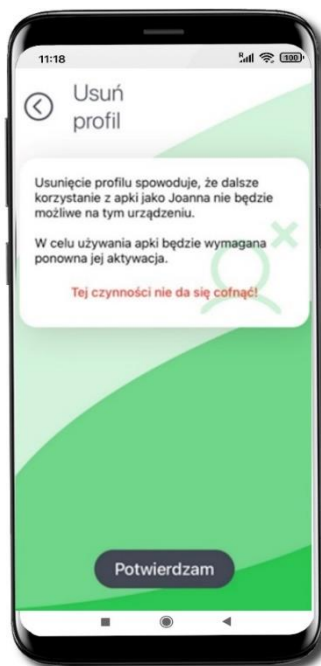 11:18
100
Usuń
profil
Usunięcie profilu spowoduje, że dalsze
korzystanie z apki jako Joanna nie będzie
możliwe na tym urządzeniu.
W celu używania apki będzie wymagana
ponowna jej aktywacja.
Tej czynności nie da się cofnąć!
Potwierdzam